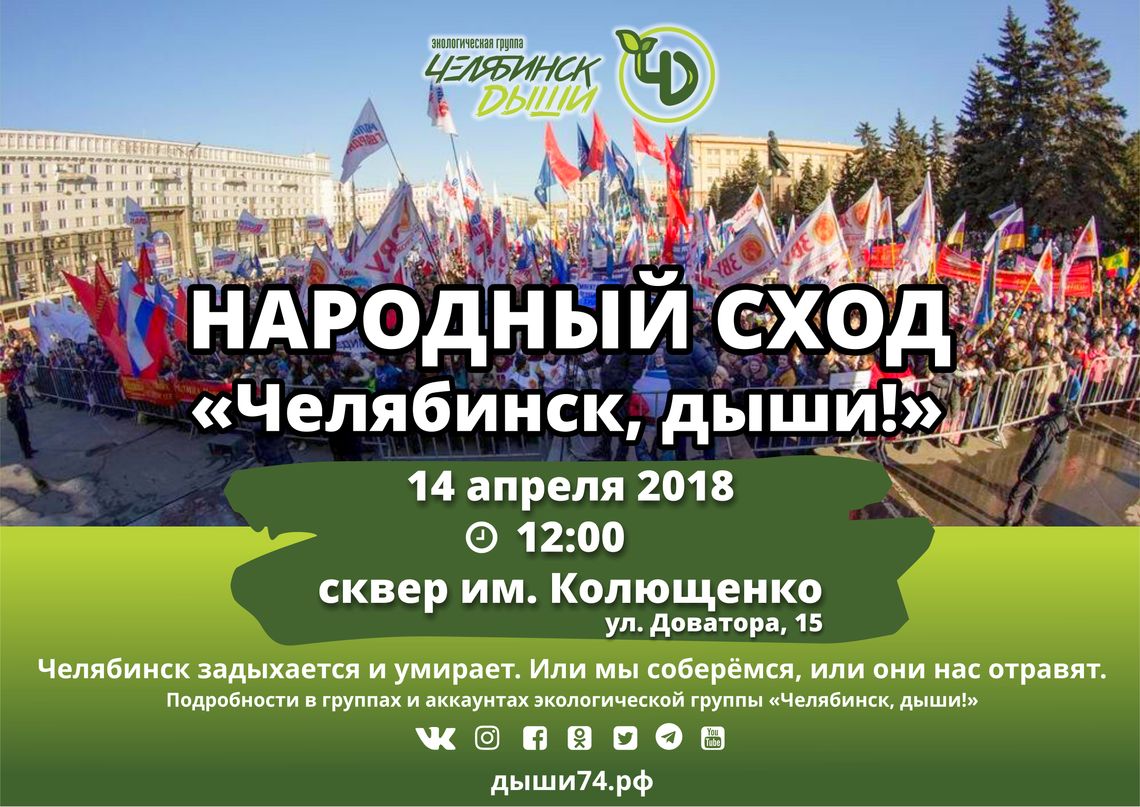 экологическая группа
ЧЕЛЯБИНСК
ДЫШИ
ЧД
НАРОДНЫЙ СХОД
«Челябинск, дыши!»
14 апреля 2018
12:00
сквер им. Колющенко
ул. Доватора, 15
Челябинск задыхается и умирает. Или мы соберёмся, или они нас отравят.
Подробности в группах и аккаунтах экологической группы «Челябинск, дыши!»
You
Tube
дыши74.рф